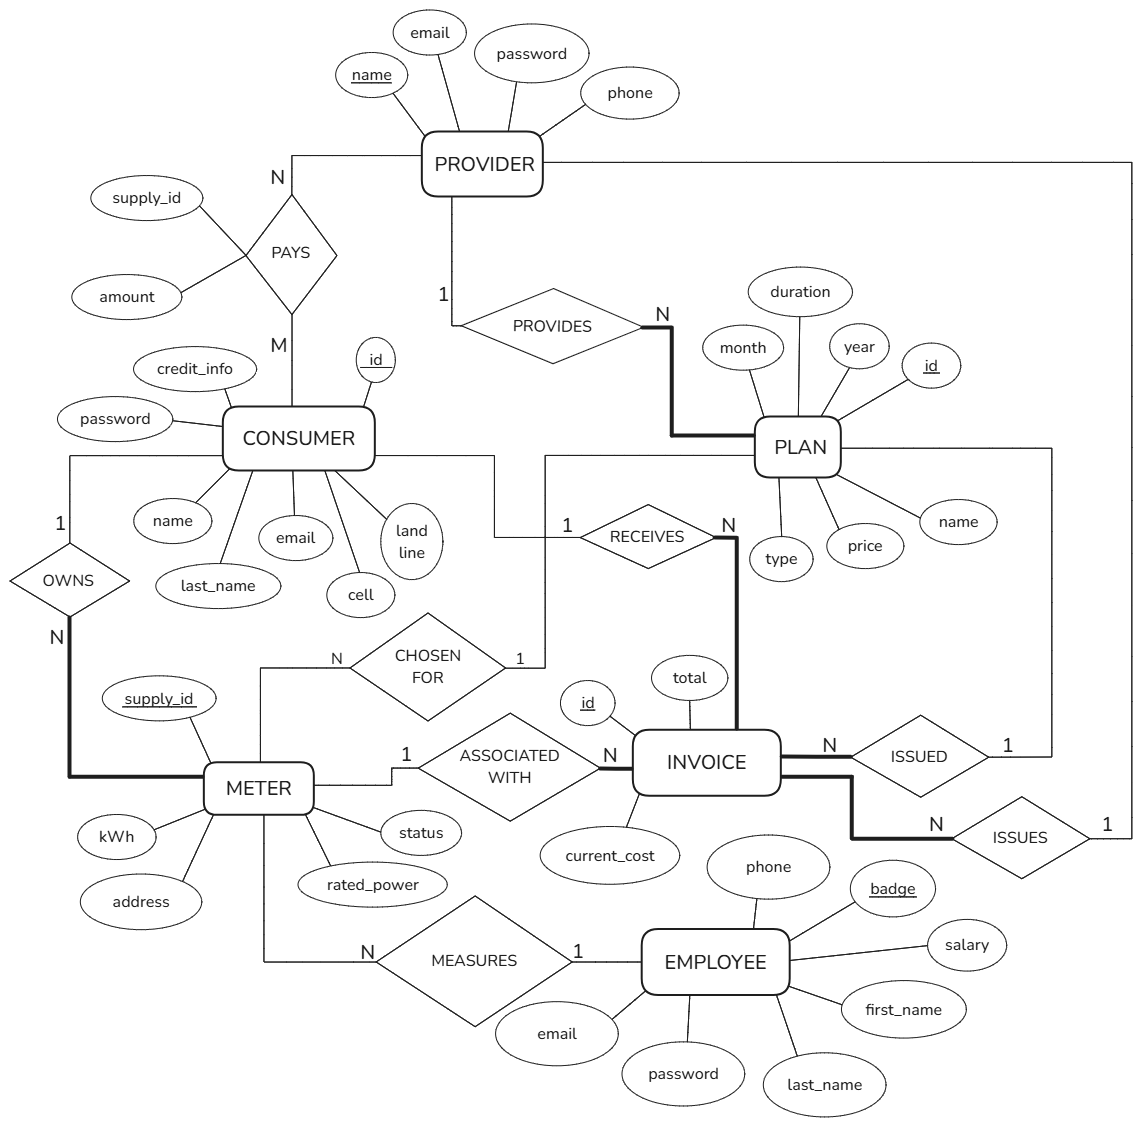 email
password
name
phone
PROVIDER
N
supply_id
PAYS
amount
duration
1
N
PROVIDES
month
year
id
M
credit_info
id
password
CONSUMER
PLAN
name
email
land
line
last_name
cell
1
1
RECEIVES
N
type
price
name
OWNS
N
N
CHOSEN
FOR
1
total
id
supply_id
1
ASSOCIATED
WITH
N
INVOICE
N
ISSUED
1
METER
kWh
status
address
rated_power
current_cost
N
ISSUES
1
phone
badge
N
MEASURES
1
EMPLOYEE
salary
first_name
email
password
last_name